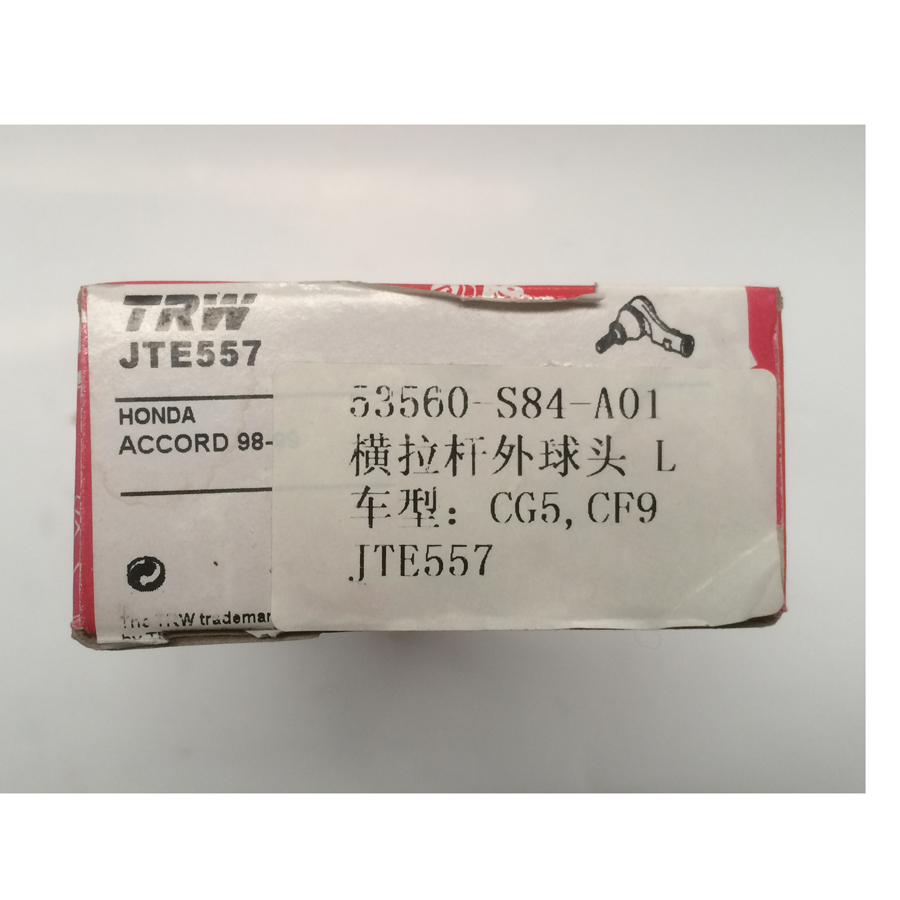 TRW
JTE557
HONDA
ACCORD 98-
The TRW
by
53560-S84-A01
横拉杆外球头 L
车型：CG5,CF9
JTE557